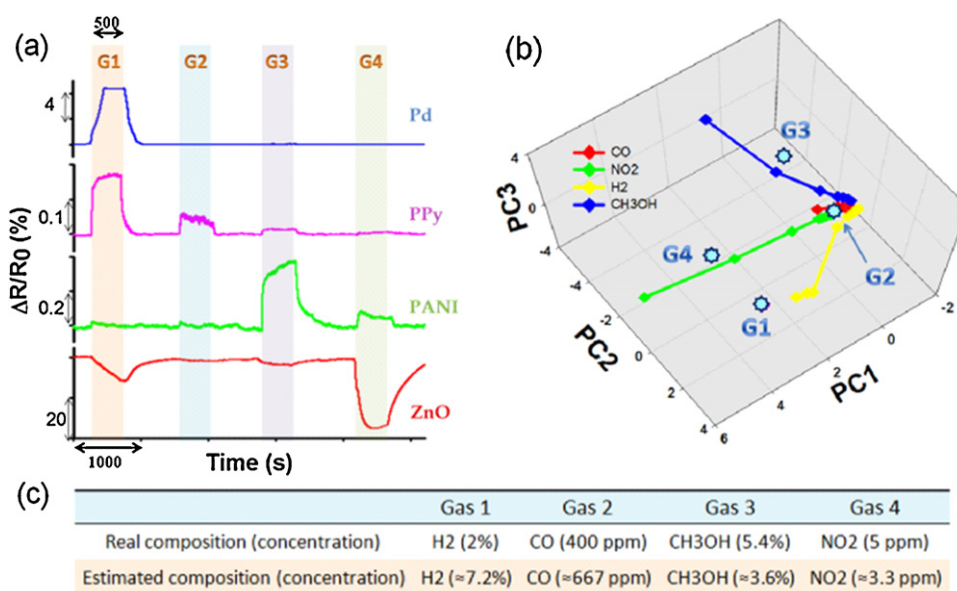 (a)
500
G1 G2 G3 G4
4
Pd
0.1
PPy
ΔR/R0 (%)
0.2
PANI
20
ZnO
1000
Time (s)
(b)
4
0
-4
PC3
CO
NO2
H2
CH3OH
G3
G4
G2
G1
-4
-2
0
2
4
PC2
6
4
2
0
-2
PC1
(c)
Gas 1 Gas 2 Gas 3 Gas 4
Real composition (concentration) H2 (2%) CO (400 ppm) CH3OH (5.4%) NO2 (5 ppm)
Estimated composition (concentration) H2 (≈7.2%) CO (≈667 ppm) CH3OH (≈3.6%) NO2 (≈3.3 ppm)